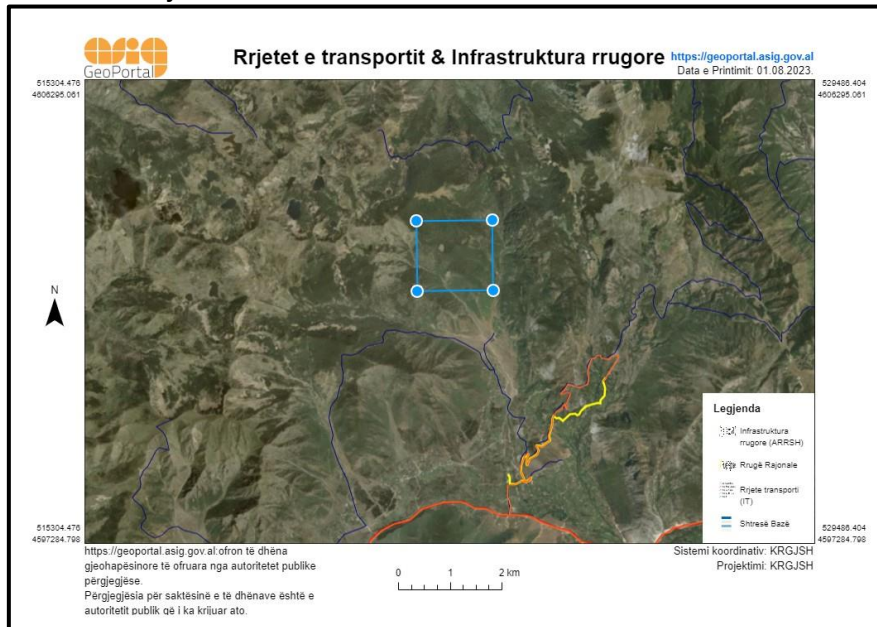 asig
GeoPortal
Rrjetet e transportit & Infrastruktura rrugore
https://geoportal.asig.gov.al
Data e Printimit: 01.08.2023.
515304.476
4606295.061
529486.404
4606295.061
N
Legjenda
Infrastruktura
rrugore (ARRSH)
Rrugë Rajonale
Rrjete transporti
(IT)
Shtresë Bazë
515304.476
4597284.798
529486.404
4597284.798
https://geoportal.asig.gov.al:ofron të dhëna
gjeohapësinore të ofruara nga autoritetet publike
përgjegjëse.
Përgjegjësia për saktësinë e të dhënave është e
autoritetit publik që i ka krijuar ato.
0 1 2 km
Sistemi koordinativ: KRGJSH
Projektimi: KRGJSH